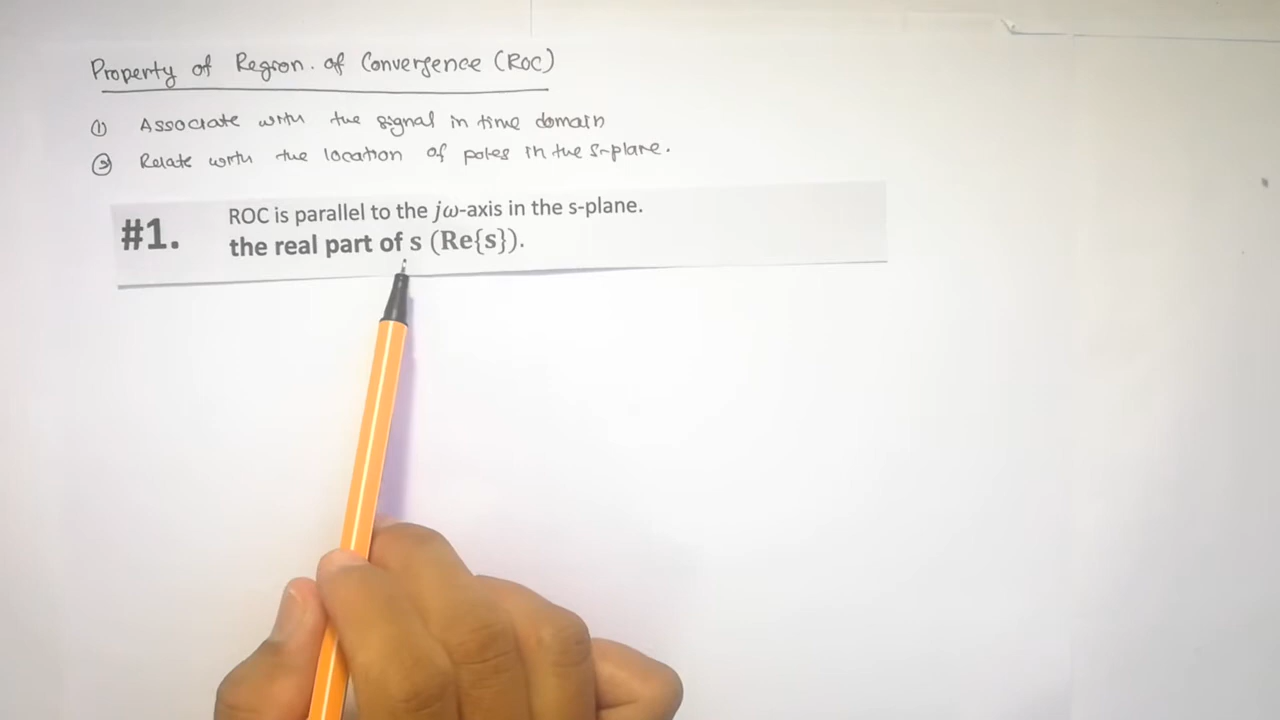 Property of Region of Convergence (ROC)
① Associate with the signal in time domain
② Relate with the location of poles in the s-plane.
#1. ROC is parallel to the jω-axis in the s-plane.
the real part of s (Re{s}).